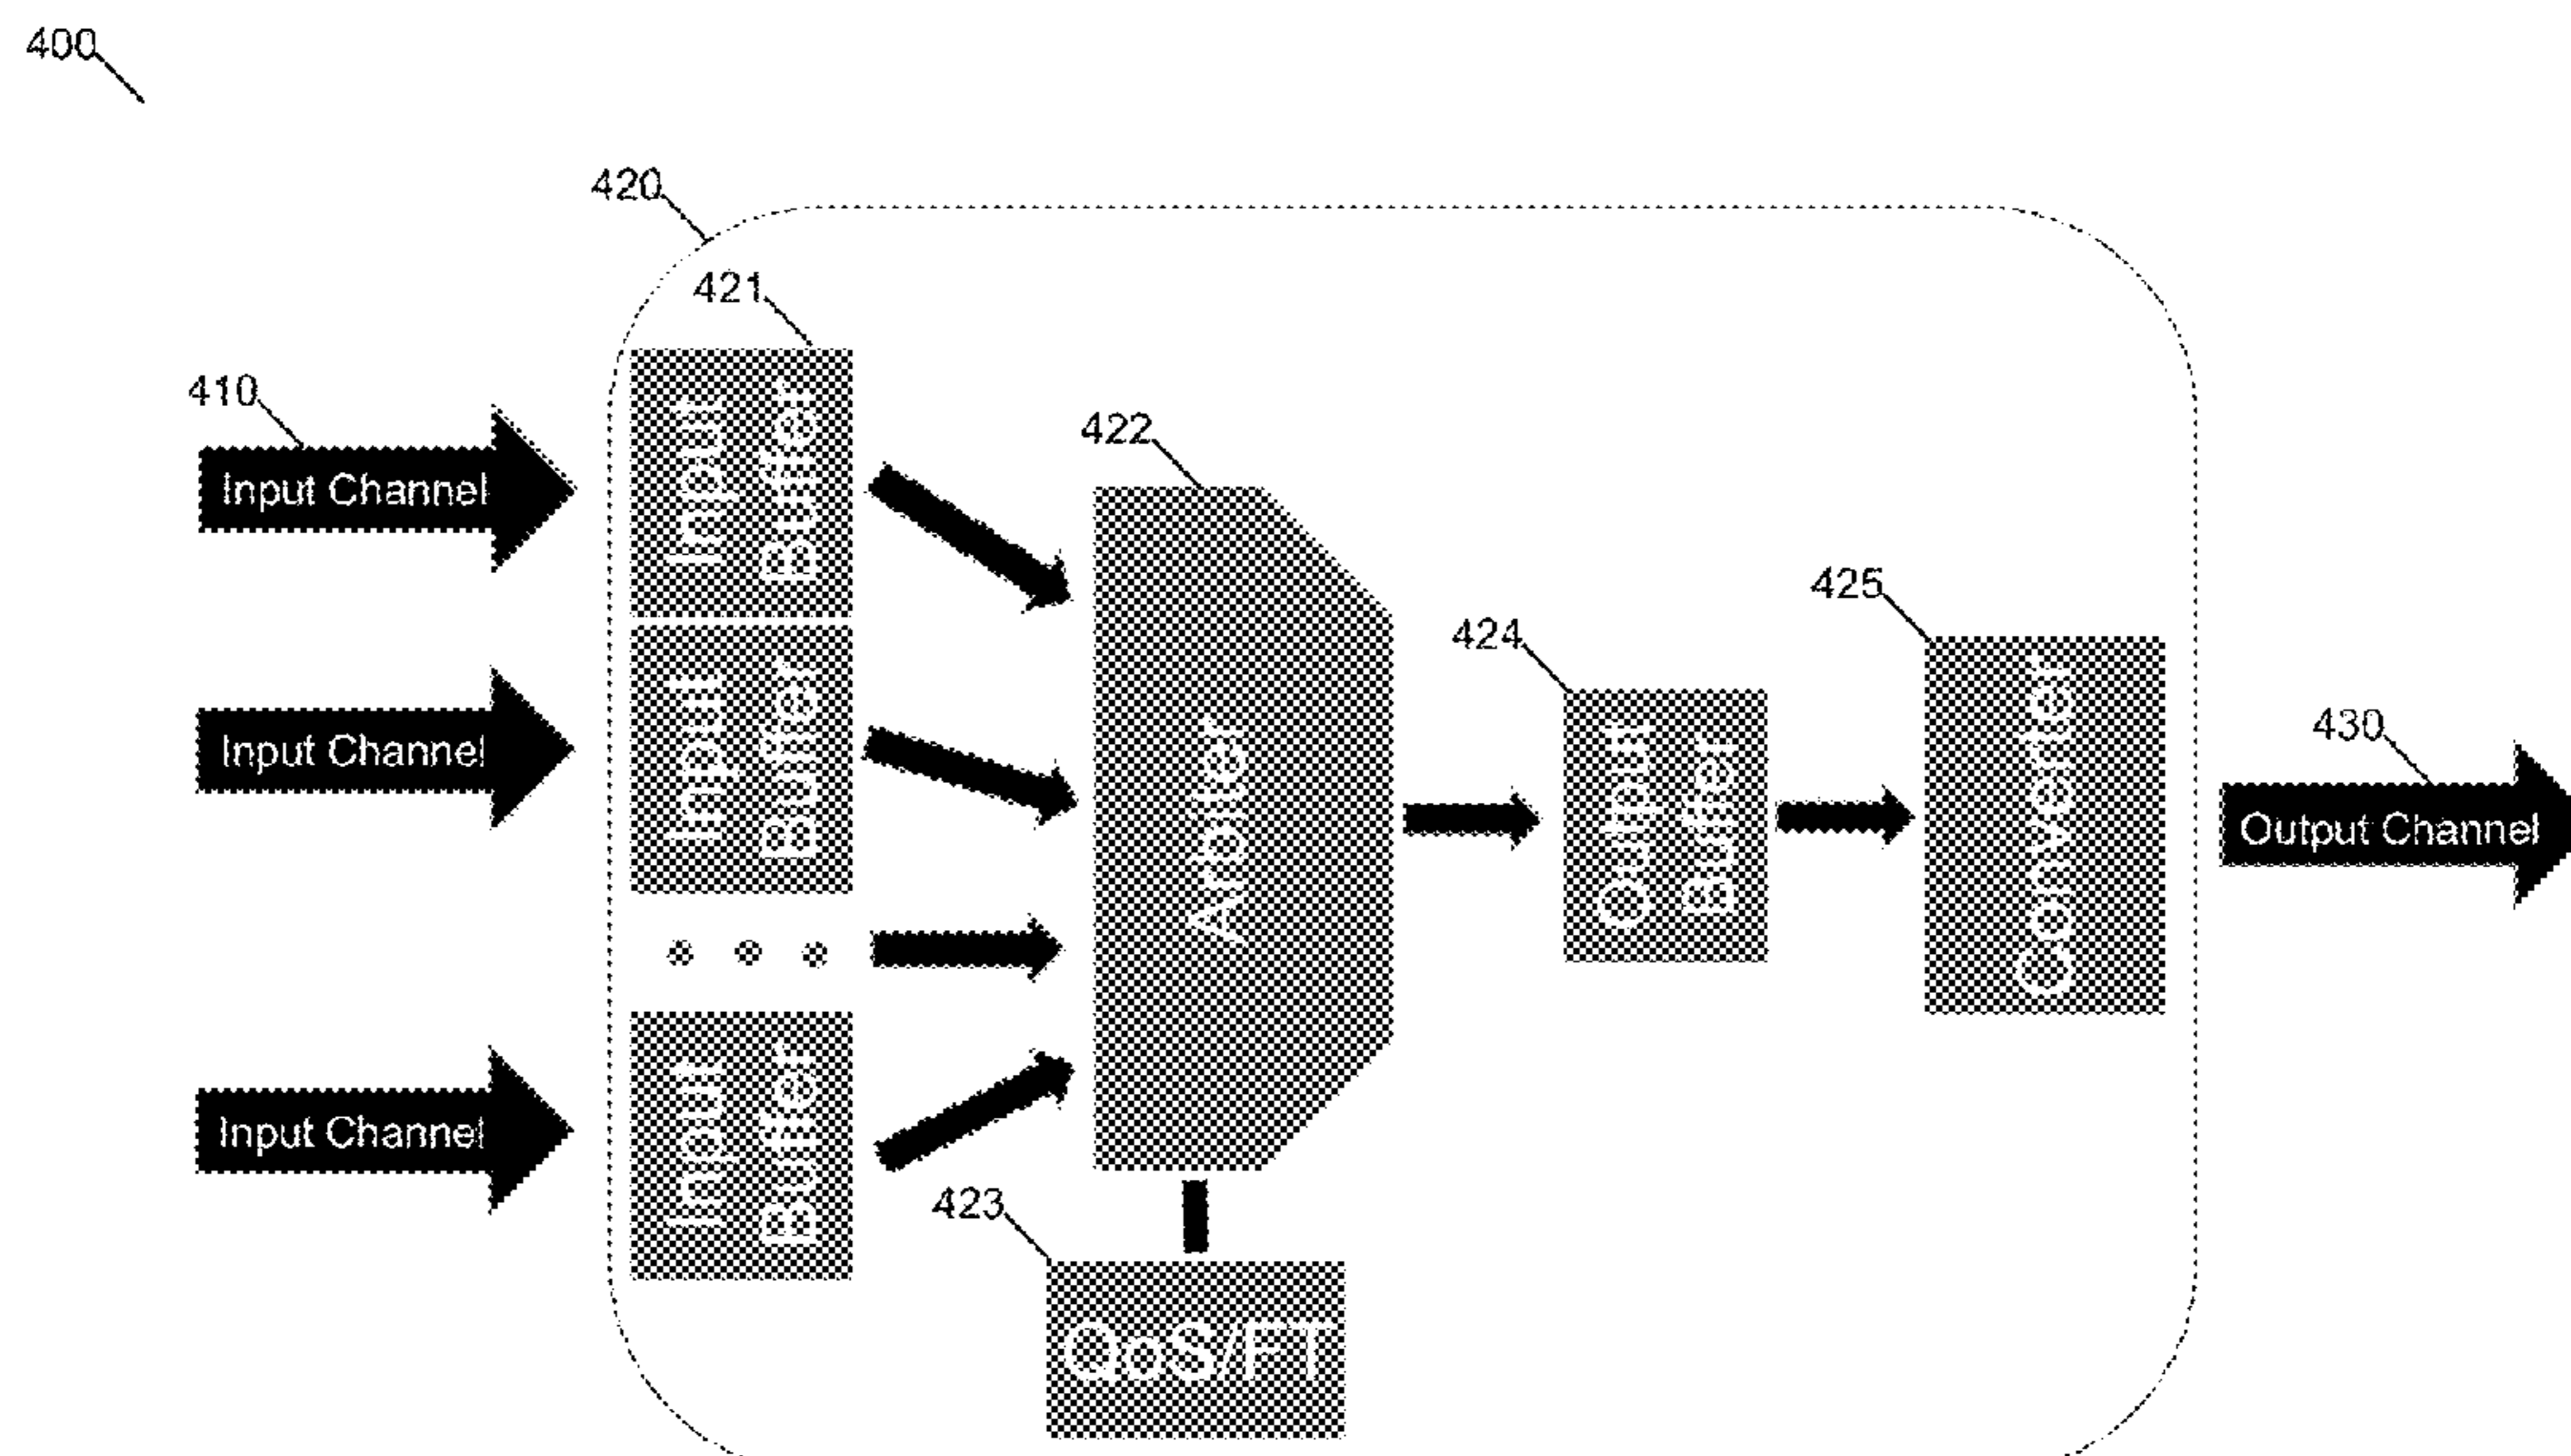 400
420
421
410
Input Channel
Input
Buffer
422
425
424
Input Channel
Input
Buffer
Arbiter
Output
Buffer
Converter
430
Output Channel
Input Channel
Input
Buffer
423
QoS/FT